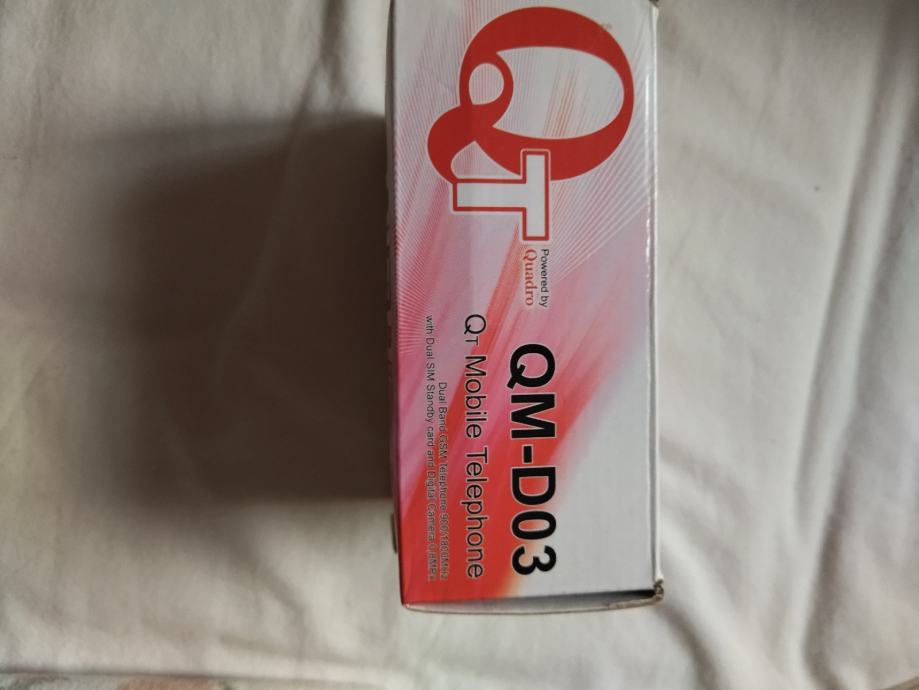 QT
Powered by
Quadro
QM-D03
QT Mobile Telephone
Dual Band GSM Telephone 900/1800MHz
with Dual SIM Standby card and Digital Camera